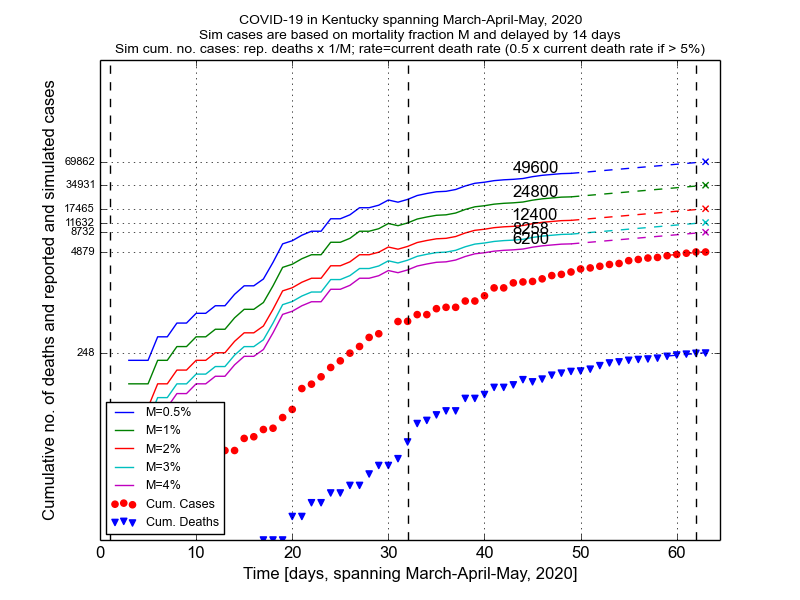 COVID-19 in Kentucky spanning March-April-May, 2020
Sim cases are based on mortality fraction M and delayed by 14 days
Sim cum. no. cases: rep. deaths x 1/M; rate=current death rate (0.5 x current death rate if > 5%)
Cumulative no. of deaths and reported and simulated cases
69862
34931
17465
11632
8732
4879
248
49600
24800
12400
8258
6200
M=0.5%
M=1%
M=2%
M=3%
M=4%
Cum. Cases
Cum. Deaths
0 10 20 30 40 50 60
Time [days, spanning March-April-May, 2020]